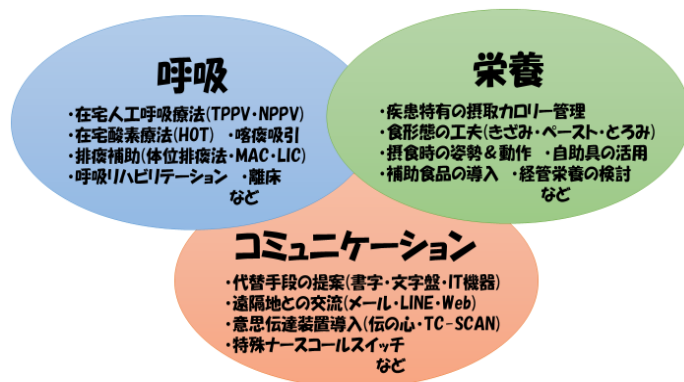 呼吸
・在宅人工呼吸療法(TPPV・NPPV)
・在宅酸素療法(HOT) ・喀痰吸引
・排痰補助(体位排痰法・MAC・LIC)
・呼吸リハビリテーション ・離床
など
栄養
・疾患特有の摂取カロリー管理
・食形態の工夫(きざみ・ペースト・とろみ)
・摂食時の姿勢&動作 ・自助具の活用
・補助食品の導入 ・経管栄養の検討
など
コミュニケーション
・代替手段の提案(書字・文字盤・IT機器)
・遠隔地との交流(メール・LINE・Web)
・意思伝達装置導入(伝の心・TC-SCAN)
・特殊ナースコールスイッチ
など